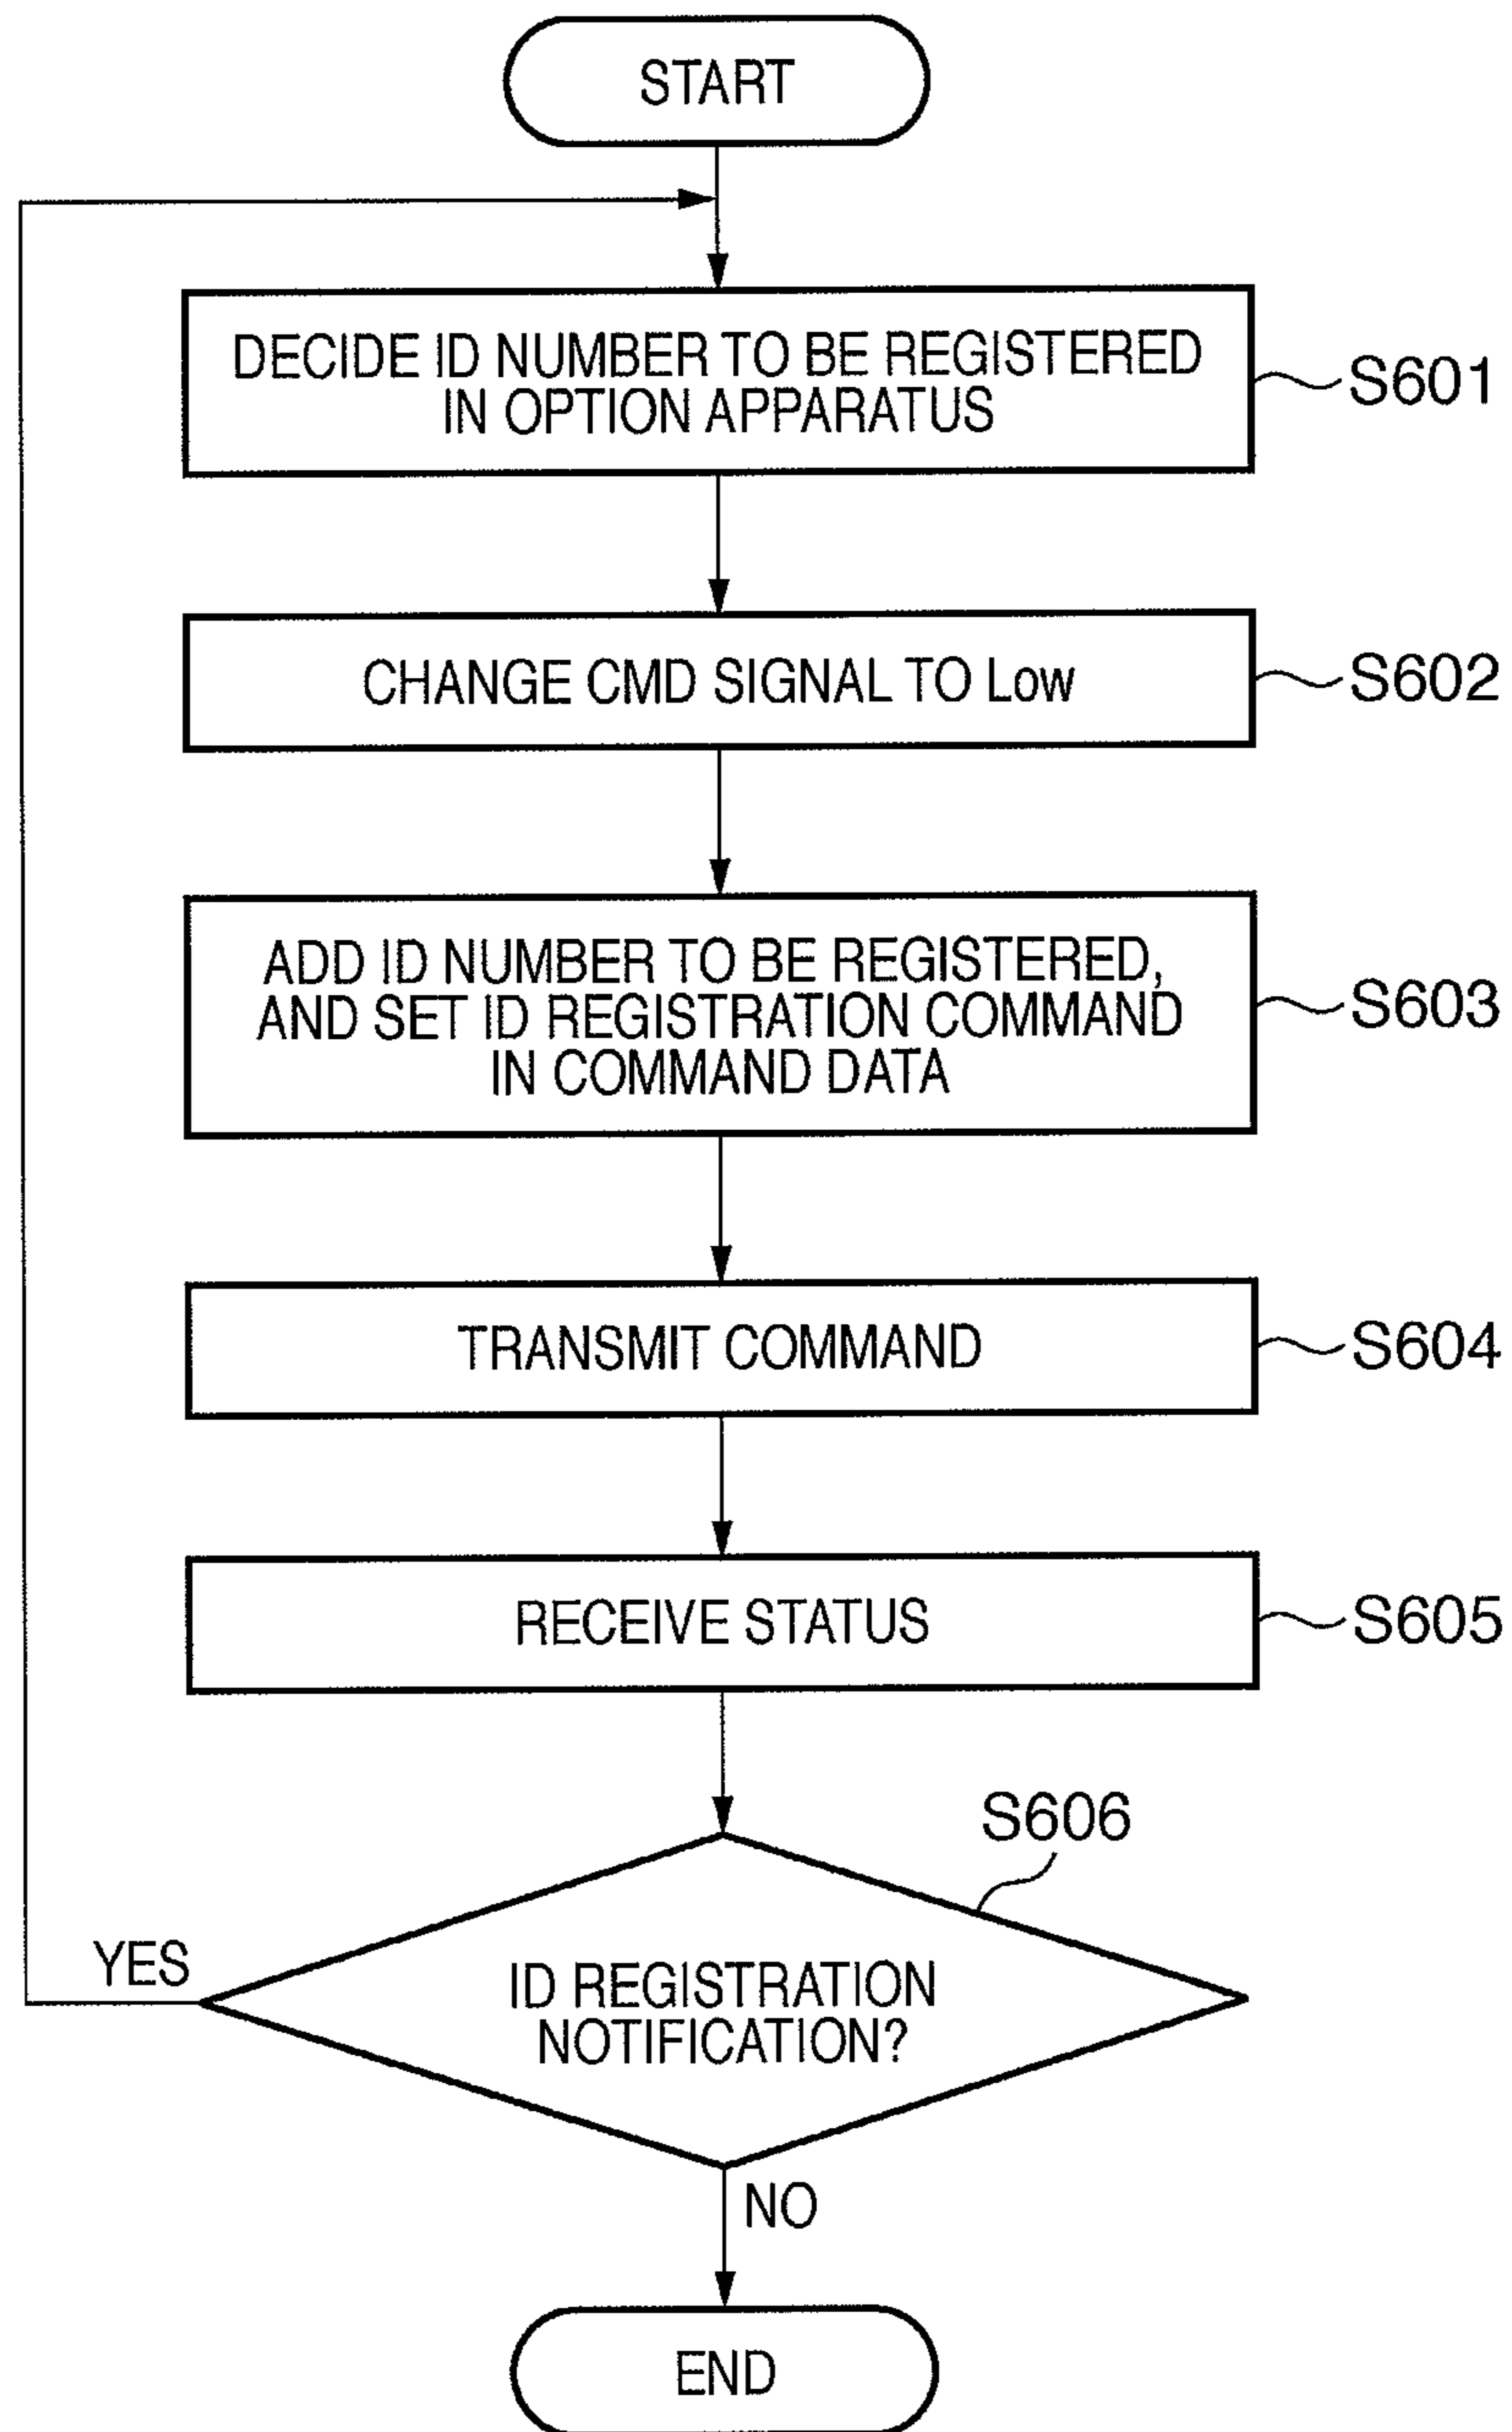 START
DECIDE ID NUMBER TO BE REGISTERED
IN OPTION APPARATUS
S601
CHANGE CMD SIGNAL TO Low
S602
ADD ID NUMBER TO BE REGISTERED,
AND SET ID REGISTRATION COMMAND
IN COMMAND DATA
S603
TRANSMIT COMMAND
S604
RECEIVE STATUS
S605
S606
YES
ID REGISTRATION
NOTIFICATION?
NO
END